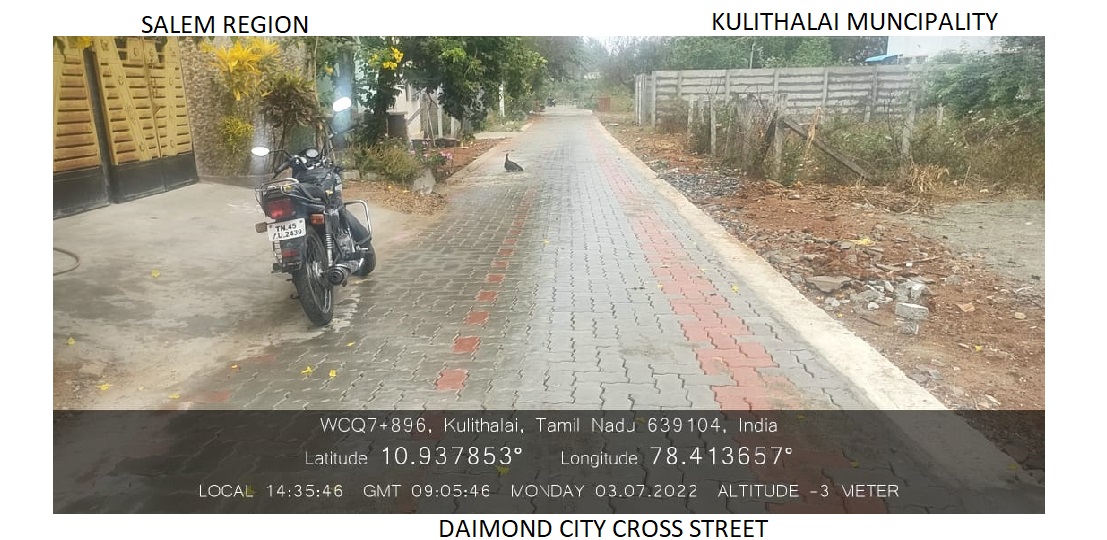 SALEM REGION
KULITHALAI MUNCIPALITY
TN.45
2439
WCQ7+896, Kulithalai, Tamil Nadu 639104, India
Latitude 10.937853° Longitude 78.413657°
LOCAL 14:35:46 GMT 09:05:46 MONDAY 03.07.2022 ALTITUDE -3 METER
DAIMOND CITY CROSS STREET